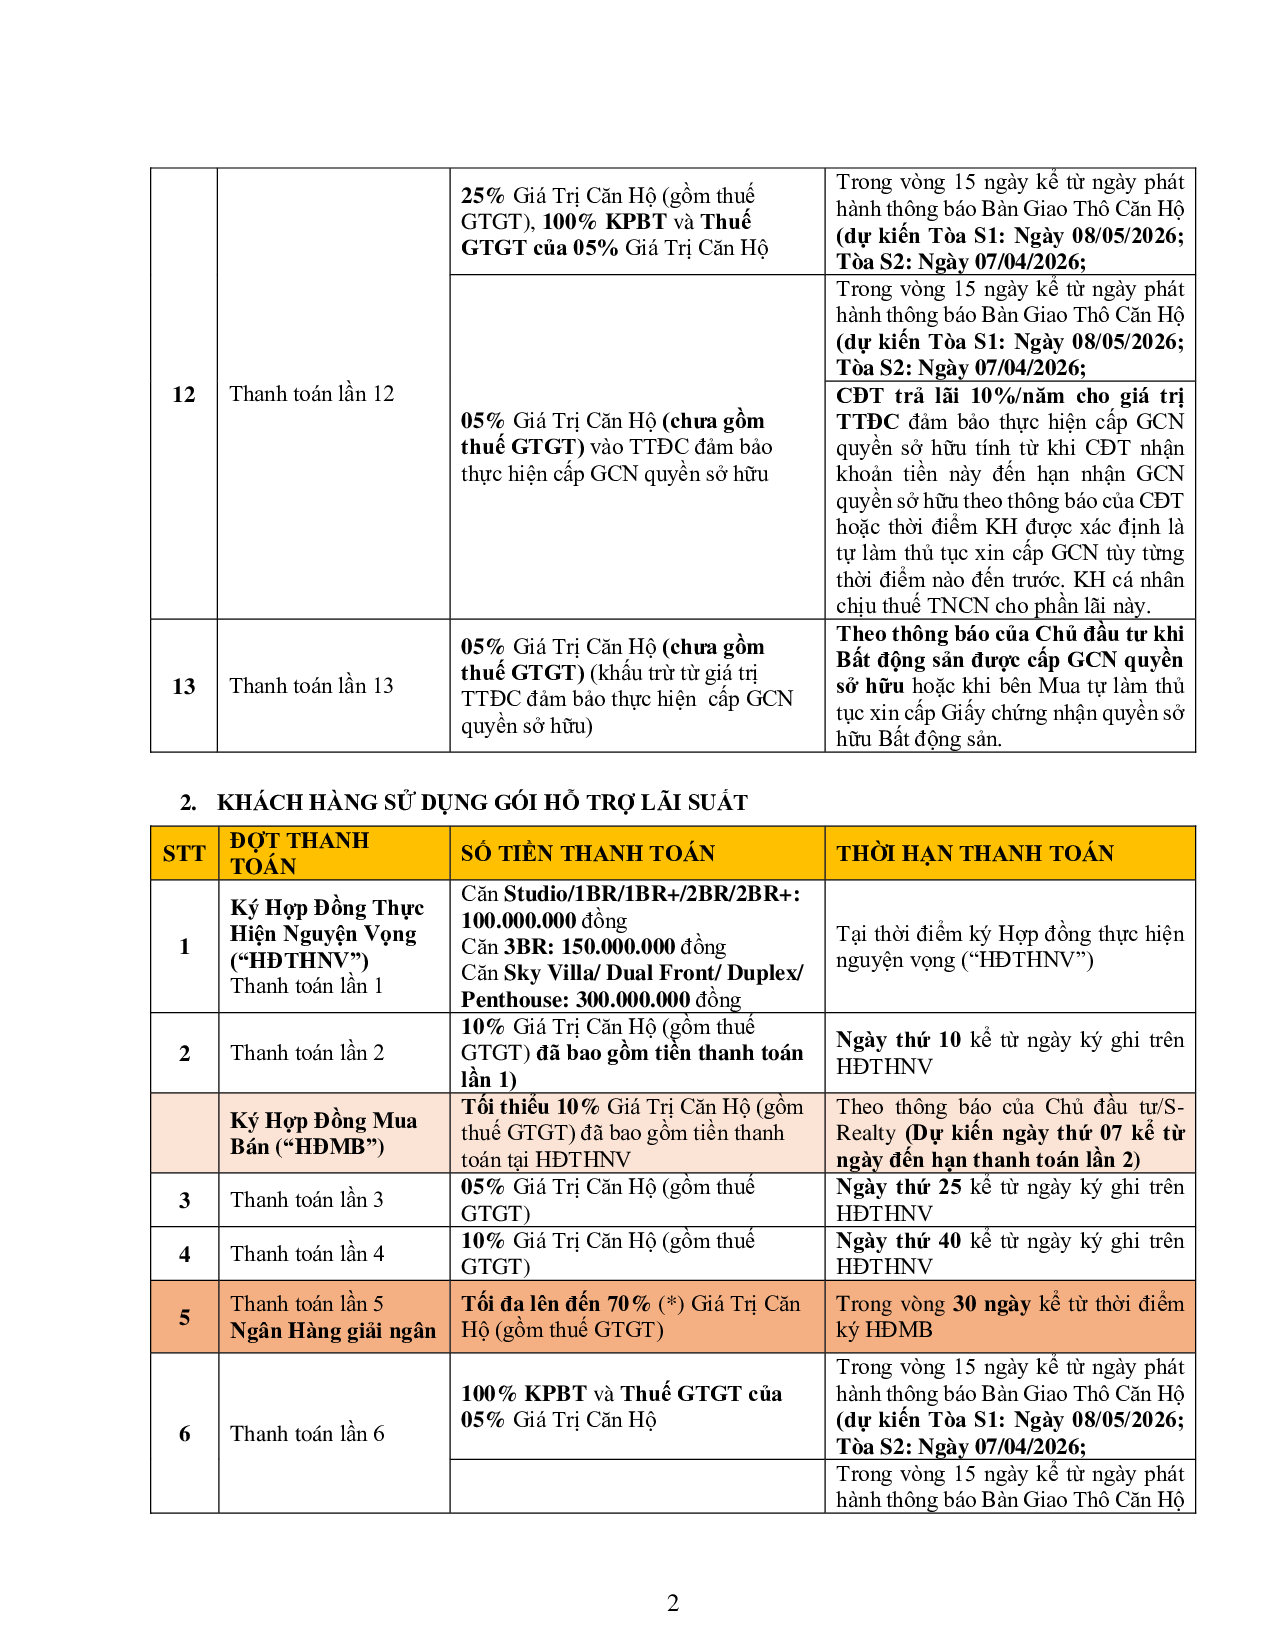 12
Thanh toán lần 12
25% Giá Trị Căn Hộ (gồm thuế
GTGT), 100% KPBT và Thuế
GTGT của 05% Giá Trị Căn Hộ
Trong vòng 15 ngày kể từ ngày phát
hành thông báo Bàn Giao Thô Căn Hộ
(dự kiến Tòa S1: Ngày 08/05/2026;
Tòa S2: Ngày 07/04/2026;
05% Giá Trị Căn Hộ (chưa gồm
thuế GTGT) vào TTĐC đảm bảo
thực hiện cấp GCN quyền sở hữu
Trong vòng 15 ngày kể từ ngày phát
hành thông báo Bàn Giao Thô Căn Hộ
(dự kiến Tòa S1: Ngày 08/05/2026;
Tòa S2: Ngày 07/04/2026;
CĐT trả lãi 10%/năm cho giá trị
TTĐC đảm bảo thực hiện cấp GCN
quyền sở hữu tính từ khi CĐT nhận
khoản tiền này đến hạn nhận GCN
quyền sở hữu theo thông báo của CĐT
hoặc thời điểm KH được xác định là
tự làm thủ tục xin cấp GCN tùy từng
thời điểm nào đến trước. KH cá nhân
chịu thuế TNCN cho phần lãi này.
13
Thanh toán lần 13
05% Giá Trị Căn Hộ (chưa gồm
thuế GTGT) (khấu trừ từ giá trị
TTĐC đảm bảo thực hiện cấp GCN
quyền sở hữu)
Theo thông báo của Chủ đầu tư khi
Bất động sản được cấp GCN quyền
sở hữu hoặc khi bên Mua tự làm thủ
tục xin cấp Giấy chứng nhận quyền sở
hữu Bất động sản.
2. KHÁCH HÀNG SỬ DỤNG GÓI HỖ TRỢ LÃI SUẤT
STT
ĐỢT THANH
TOÁN
SỐ TIỀN THANH TOÁN
THỜI HẠN THANH TOÁN
1
Ký Hợp Đồng Thực
Hiện Nguyện Vọng
(“HĐTHNV”)
Thanh toán lần 1
Căn Studio/1BR/1BR+/2BR/2BR+:
100.000.000 đồng
Căn 3BR: 150.000.000 đồng
Căn Sky Villa/ Dual Front/ Duplex/
Penthouse: 300.000.000 đồng
Tại thời điểm ký Hợp đồng thực hiện
nguyện vọng (“HĐTHNV”)
2
Thanh toán lần 2
10% Giá Trị Căn Hộ (gồm thuế
GTGT) đã bao gồm tiền thanh toán
lần 1)
Ngày thứ 10 kể từ ngày ký ghi trên
HĐTHNV
Ký Hợp Đồng Mua
Bán (“HĐMB”)
Tối thiểu 10% Giá Trị Căn Hộ (gồm
thuế GTGT) đã bao gồm tiền thanh
toán tại HĐTHNV
Theo thông báo của Chủ đầu tư/S-
Realty (Dự kiến ngày thứ 07 kể từ
ngày đến hạn thanh toán lần 2)
3
Thanh toán lần 3
05% Giá Trị Căn Hộ (gồm thuế
GTGT)
Ngày thứ 25 kể từ ngày ký ghi trên
HĐTHNV
4
Thanh toán lần 4
10% Giá Trị Căn Hộ (gồm thuế
GTGT)
Ngày thứ 40 kể từ ngày ký ghi trên
HĐTHNV
5
Thanh toán lần 5
Ngân Hàng giải ngân
Tối đa lên đến 70% (*) Giá Trị Căn
Hộ (gồm thuế GTGT)
Trong vòng 30 ngày kể từ thời điểm
ký HĐMB
6
Thanh toán lần 6
100% KPBT và Thuế GTGT của
05% Giá Trị Căn Hộ
Trong vòng 15 ngày kể từ ngày phát
hành thông báo Bàn Giao Thô Căn Hộ
(dự kiến Tòa S1: Ngày 08/05/2026;
Tòa S2: Ngày 07/04/2026;
Trong vòng 15 ngày kể từ ngày phát
hành thông báo Bàn Giao Thô Căn Hộ
2